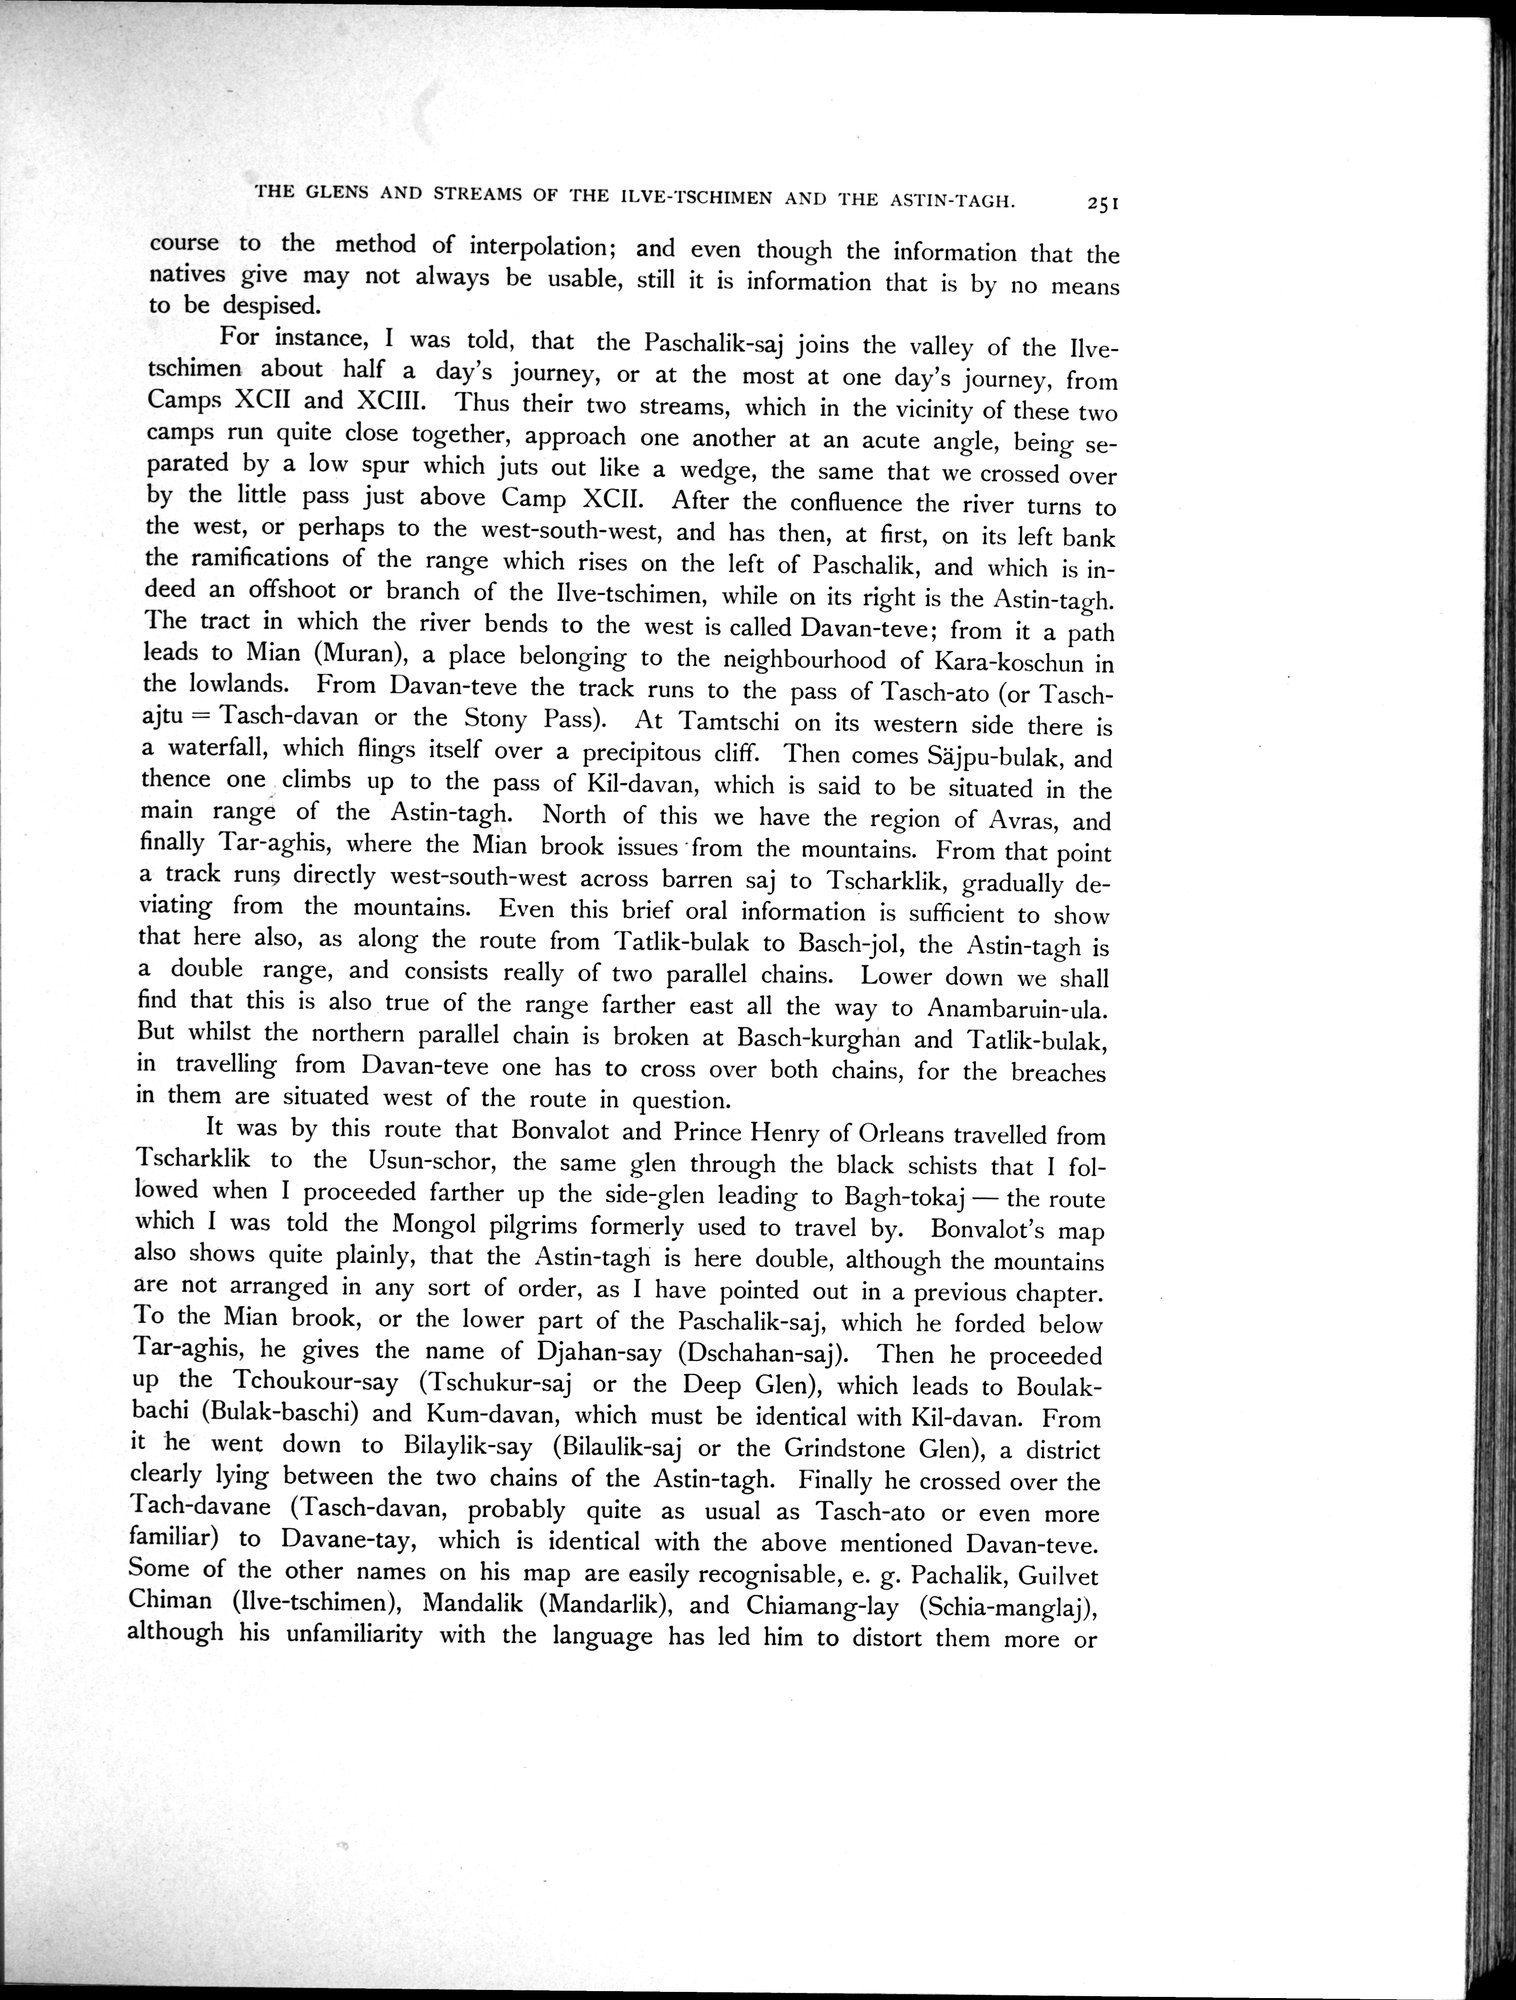 THE GLENS AND STREAMS OF THE ILVE-TSCHIMEN AND THE ASTIN-TAGH. 251
course to the method of interpolation; and even though the information that the
natives give may not always be usable, still it is information that is by no means
to be despised.
For instance, I was told, that the Paschalik-saj joins the valley of the Ilve-
tschimen about half a day's journey, or at the most at one day's journey, from
Camps XCII and XCIII. Thus their two streams, which in the vicinity of these two
camps run quite close together, approach one another at an acute angle, being se-
parated by a low spur which juts out like a wedge, the same that we crossed over
by the little pass just above Camp XCII. After the confluence the river turns to
the west, or perhaps to the west-south-west, and has then, at first, on its left bank
the ramifications of the range which rises on the left of Paschalik, and which is in-
deed an offshoot or branch of the Ilve-tschimen, while on its right is the Astin-tagh.
The tract in which the river bends to the west is called Davan-teve; from it a path
leads to Mian (Muran), a place belonging to the neighbourhood of Kara-koschun in
the lowlands. From Davan-teve the track runs to the pass of Tasch-ato (or Tasch-
ajtu = Tasch-davan or the Stony Pass). At Tamtschi on its western side there is
a waterfall, which flings itself over a precipitous cliff. Then comes Säjpu-bulak, and
thence one climbs up to the pass of Kil-davan, which is said to be situated in the
main range of the Astin-tagh. North of this we have the region of Avras, and
finally Tar-aghis, where the Mian brook issues from the mountains. From that point
a track runs directly west-south-west across barren saj to Tscharklik, gradually de-
viating from the mountains. Even this brief oral information is sufficient to show
that here also, as along the route from Tatlik-bulak to Basch-jol, the Astin-tagh is
a double range, and consists really of two parallel chains. Lower down we shall
find that this is also true of the range farther east all the way to Anambaruin-ula.
But whilst the northern parallel chain is broken at Basch-kurghan and Tatlik-bulak,
in travelling from Davan-teve one has to cross over both chains, for the breaches
in them are situated west of the route in question.
It was by this route that Bonvalot and Prince Henry of Orleans travelled from
Tscharklik to the Usun-schor, the same glen through the black schists that I fol-
lowed when I proceeded farther up the side-glen leading to Bagh-tokaj — the route
which I was told the Mongol pilgrims formerly used to travel by. Bonvalot's map
also shows quite plainly, that the Astin-tagh is here double, although the mountains
are not arranged in any sort of order, as I have pointed out in a previous chapter.
To the Mian brook, or the lower part of the Paschalik-saj, which he forded below
Tar-aghis, he gives the name of Djahan-say (Dschahan-saj). Then he proceeded
up the Tchoukour-say (Tschukur-saj or the Deep Glen), which leads to Boulak-
bachi (Bulak-baschi) and Kum-davan, which must be identical with Kil-davan. From
it he went down to Bilaylik-say (Bilaulik-saj or the Grindstone Glen), a district
clearly lying between the two chains of the Astin-tagh. Finally he crossed over the
Tach-davane (Tasch-davan, probably quite as usual as Tasch-ato or even more
familiar) to Davane-tay, which is identical with the above mentioned Davan-teve.
Some of the other names on his map are easily recognisable, e. g. Pachalik, Guilvet
Chiman (Ilve-tschimen), Mandalik (Mandarlik), and Chiamang-lay (Schia-manglaj),
although his unfamiliarity with the language has led him to distort them more or